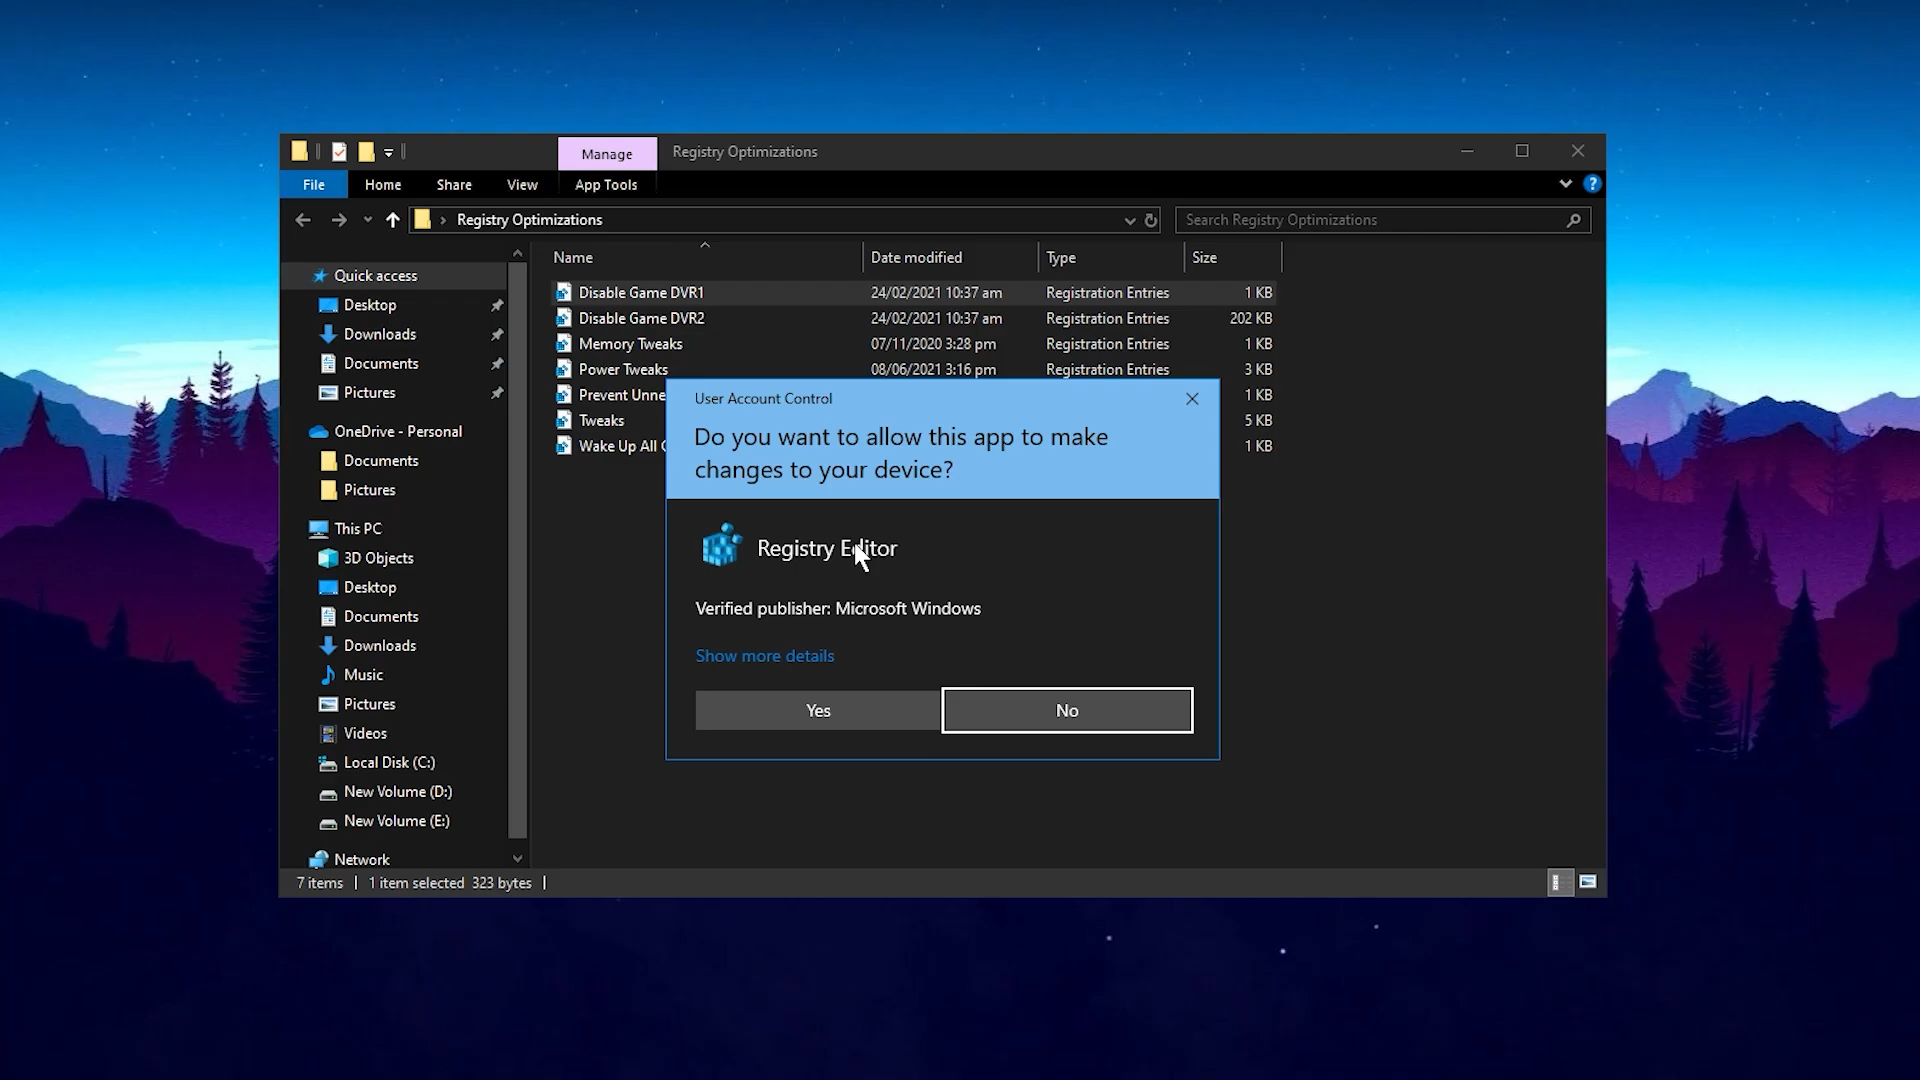 Manage
Registry Optimizations
File
Home
Share
View
App Tools
?
Registry Optimizations
Search Registry Optimizations
Name
Date modified
Type
Size
Disable Game DVR1 24/02/2021 10:37 am Registration Entries 1 KB
Disable Game DVR2 24/02/2021 10:37 am Registration Entries 202 KB
Memory Tweaks 07/11/2020 3:28 pm Registration Entries 1 KB
Power Tweaks 08/06/2021 3:16 pm Registration Entries 3 KB
Prevent Unne 1 KB
Tweaks 5 KB
Wake Up All 1 KB
Quick access
Desktop
Downloads
Documents
Pictures
OneDrive - Personal
Documents
Pictures
This PC
3D Objects
Desktop
Documents
Downloads
Music
Pictures
Videos
Local Disk (C:)
New Volume (D:)
New Volume (E:)
Network
User Account Control
Do you want to allow this app to make
changes to your device?
Registry Editor
Verified publisher: Microsoft Windows
Show more details
Yes
No
7 items
1 item selected 323 bytes